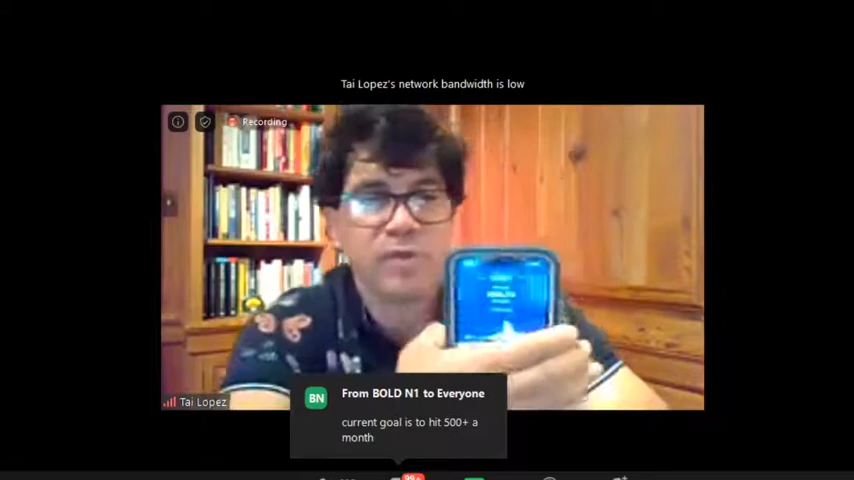 Tai Lopez's network bandwidth is low
Recording
Tai Lopez
BN
From BOLD N1 to Everyone
current goal is to hit 500+ a
month
99+